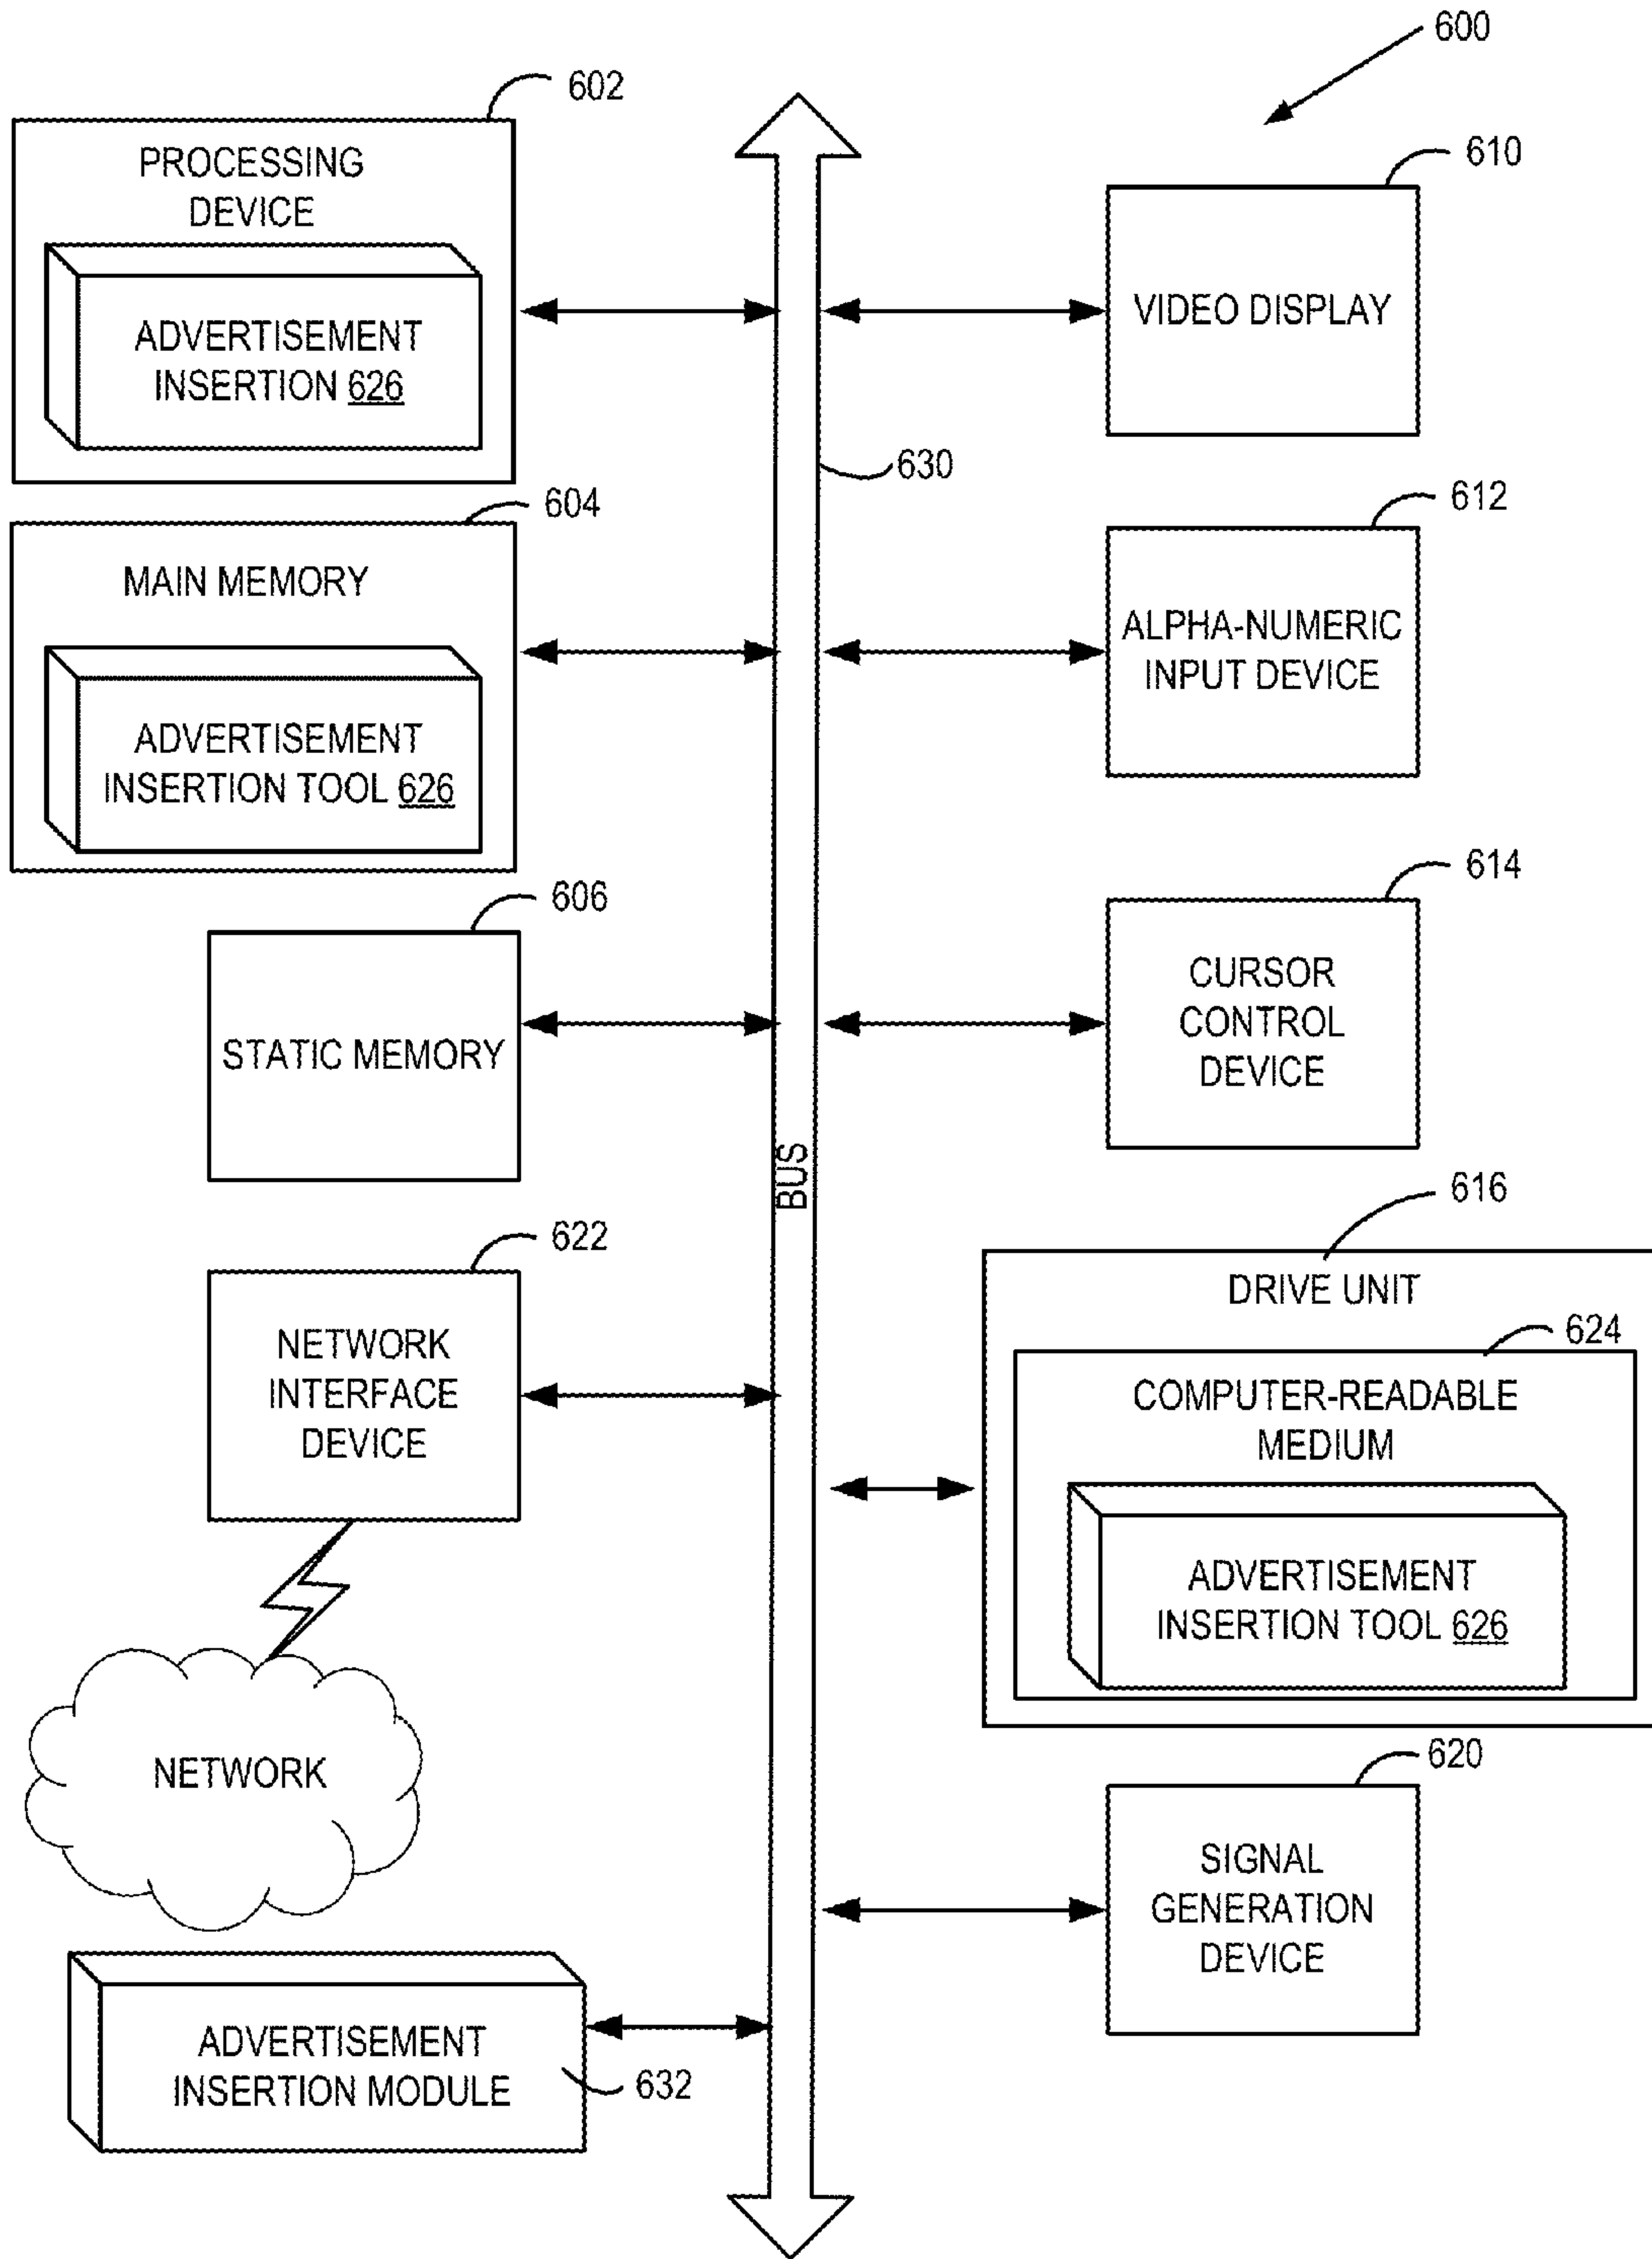 600
602
PROCESSING
DEVICE
ADVERTISEMENT
INSERTION 626
604
MAIN MEMORY
ADVERTISEMENT
INSERTION TOOL 626
606
STATIC MEMORY
622
NETWORK
INTERFACE
DEVICE
NETWORK
ADVERTISEMENT
INSERTION MODULE
632
BUS
630
610
VIDEO DISPLAY
612
ALPHA-NUMERIC
INPUT DEVICE
614
CURSOR
CONTROL
DEVICE
616
DRIVE UNIT
624
COMPUTER-READABLE
MEDIUM
ADVERTISEMENT
INSERTION TOOL 626
620
SIGNAL
GENERATION
DEVICE